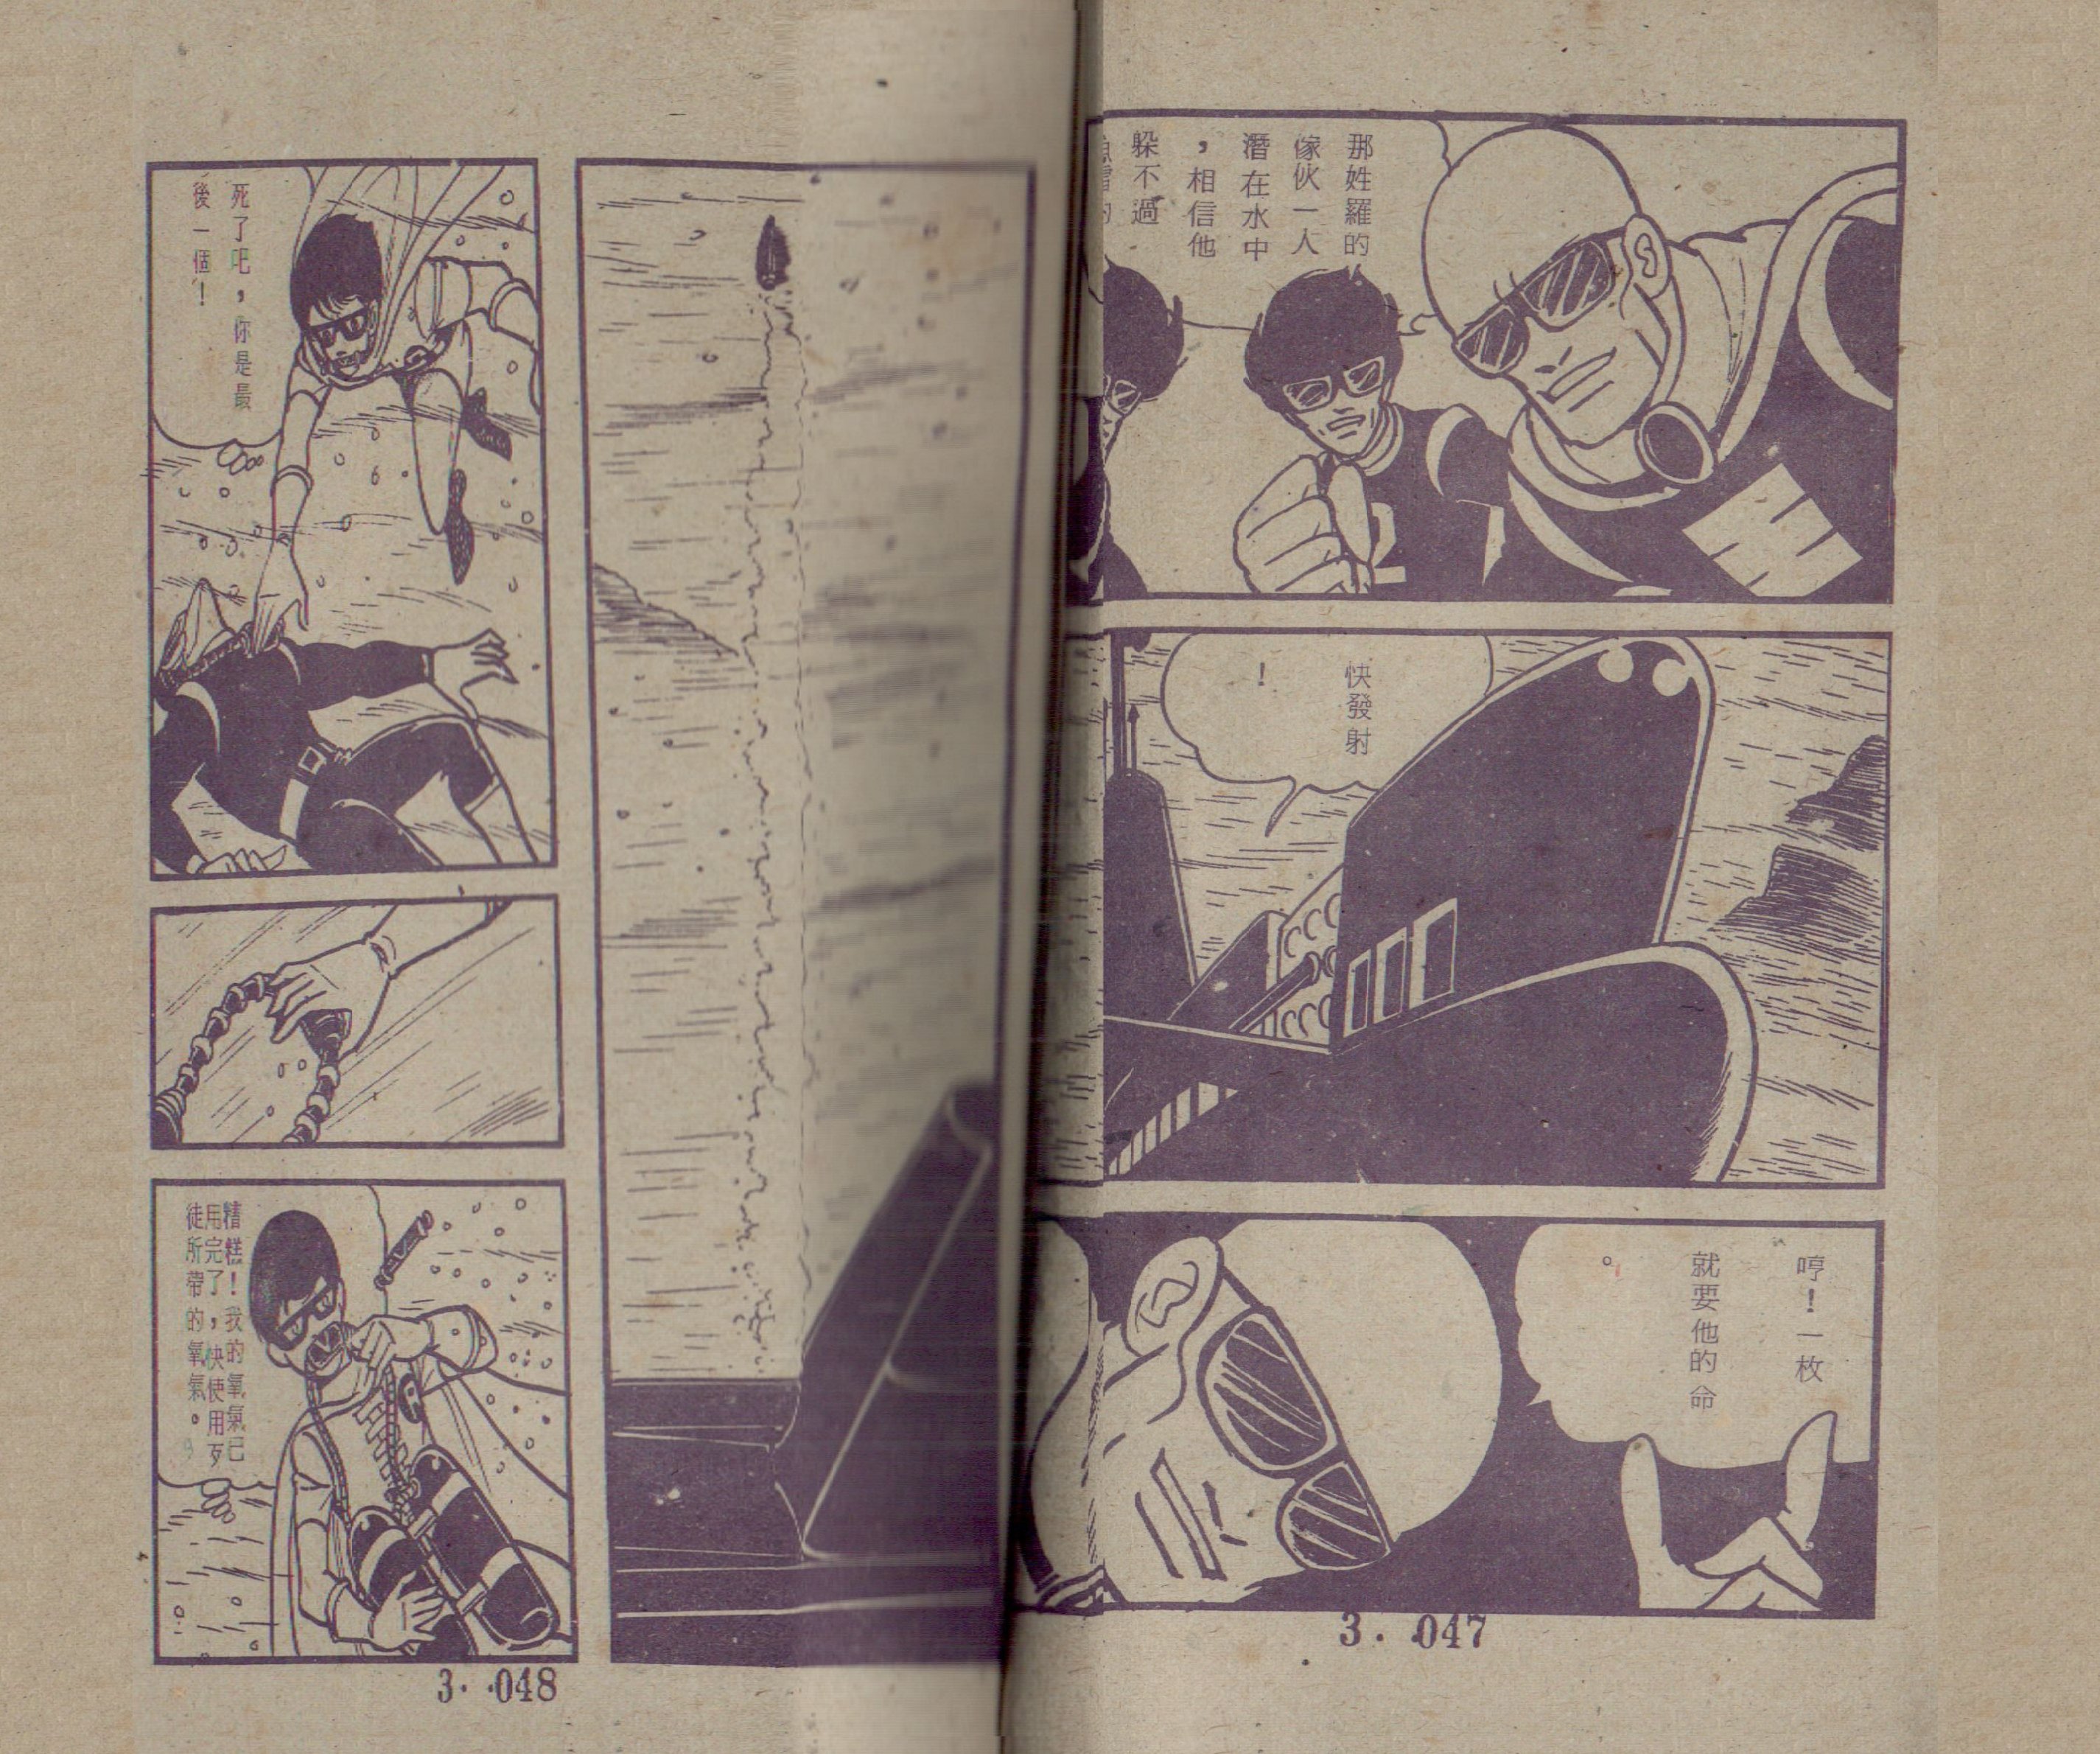 那姓羅的
傢伙一人
潛在水中
，相信他
躲不過
快發射
！
哼！一枚
就要他的命
。
3. 047
死了吧，你是最
後一個！
糟糕！我的氧氣已
用完了，快使用歹
徒所帶的氧氣。
3. 048